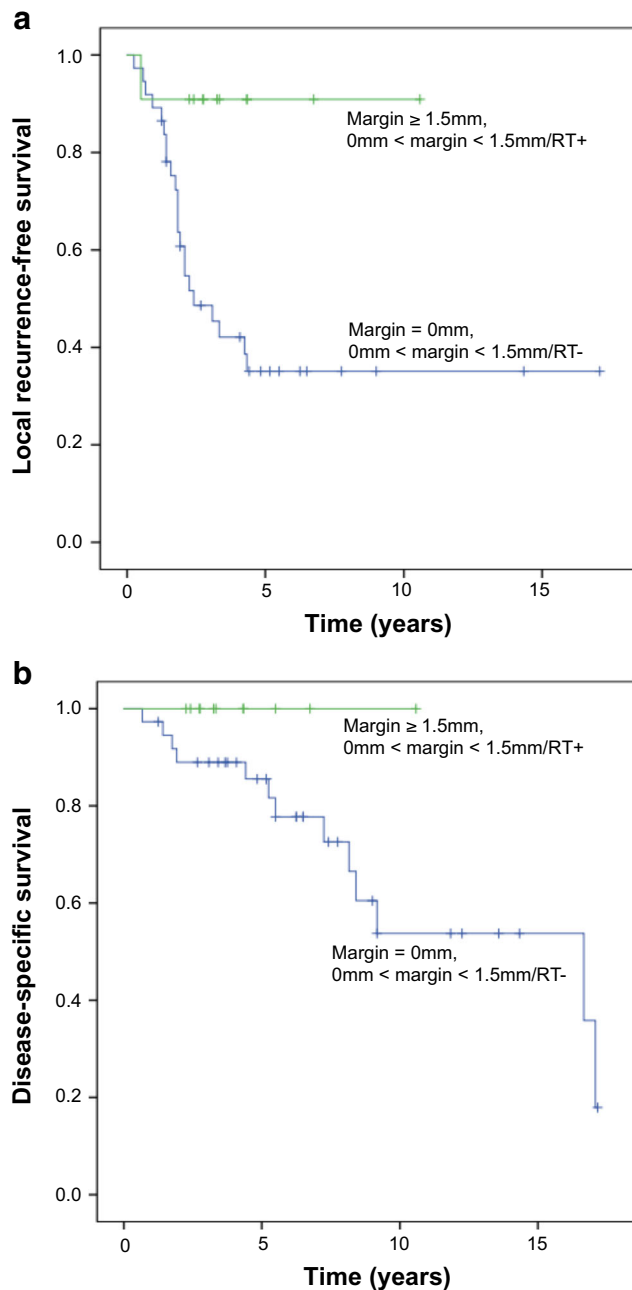 a
Local recurrence-free survival
1.0
0.8
0.6
0.4
0.2
0.0
Margin ≥ 1.5mm,
0mm < margin < 1.5mm/RT+
Margin = 0mm,
0mm < margin < 1.5mm/RT-
0 5 10 15
Time (years)
b
Disease-specific survival
1.0
0.8
0.6
0.4
0.2
0.0
Margin ≥ 1.5mm,
0mm < margin < 1.5mm/RT+
Margin = 0mm,
0mm < margin < 1.5mm/RT-
0 5 10 15
Time (years)